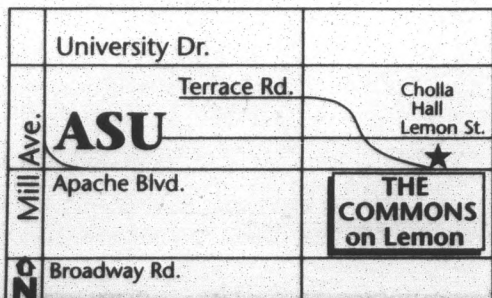 University Dr.
Terrace Rd.
Cholla
Hall
Lemon St.
ASU
Mill Ave.
Apache Blvd.
THE
COMMONS
on Lemon
Broadway Rd.
N